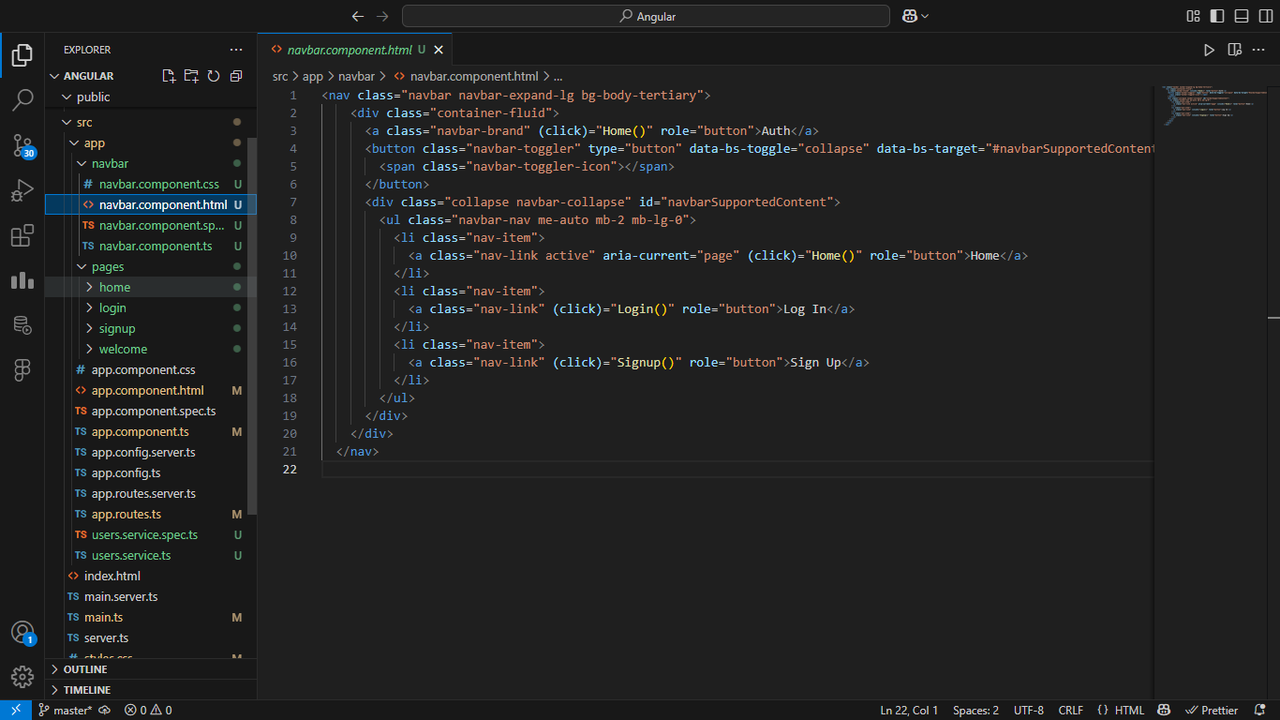 Angular
EXPLORER
ANGULAR
public
src
app
navbar
# navbar.component.css U
<> navbar.component.html U
TS navbar.component.sp... U
TS navbar.component.ts U
pages
home
login
signup
welcome
# app.component.css
<> app.component.html M
TS app.component.spec.ts
TS app.component.ts M
TS app.config.server.ts
TS app.config.ts
TS app.routes.server.ts
TS app.routes.ts M
TS users.service.spec.ts U
TS users.service.ts U
<> index.html
TS main.server.ts
TS main.ts M
TS server.ts
# styles.css M
OUTLINE
TIMELINE
30
1
<> navbar.component.html U
src > app > navbar > <> navbar.component.html > ...
1 <nav class="navbar navbar-expand-lg bg-body-tertiary">
2 <div class="container-fluid">
3 <a class="navbar-brand" (click)="Home()" role="button">Auth</a>
4 <button class="navbar-toggler" type="button" data-bs-toggle="collapse" data-bs-target="#navbarSupportedContent
5 <span class="navbar-toggler-icon"></span>
6 </button>
7 <div class="collapse navbar-collapse" id="navbarSupportedContent">
8 <ul class="navbar-nav me-auto mb-2 mb-lg-0">
9 <li class="nav-item">
10 <a class="nav-link active" aria-current="page" (click)="Home()" role="button">Home</a>
11 </li>
12 <li class="nav-item">
13 <a class="nav-link" (click)="Login()" role="button">Log In</a>
14 </li>
15 <li class="nav-item">
16 <a class="nav-link" (click)="Signup()" role="button">Sign Up</a>
17 </li>
18 </ul>
19 </div>
20 </div>
21 </nav>
22
master* 0 0 Ln 22, Col 1 Spaces: 2 UTF-8 CRLF {} HTML Prettier